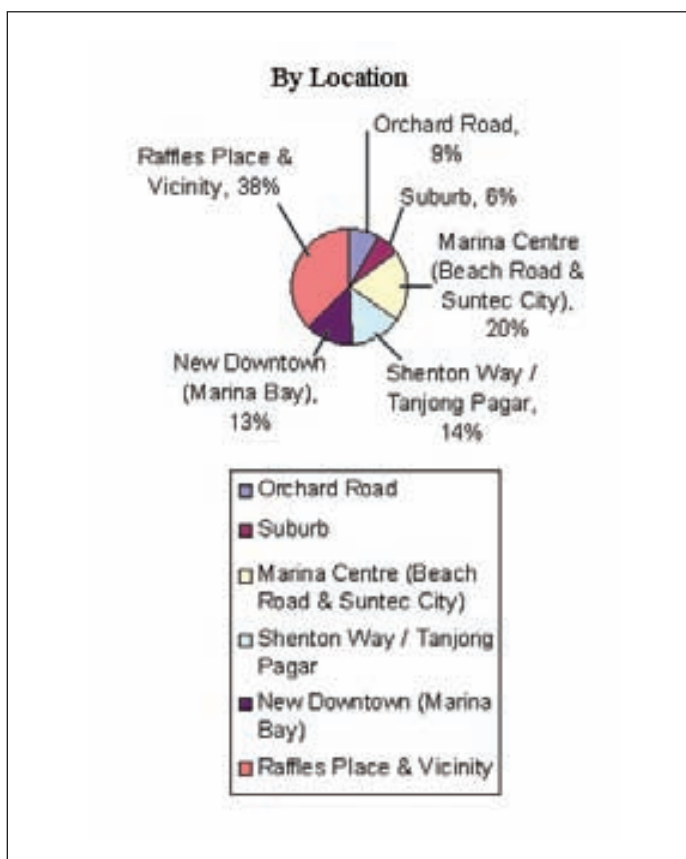 By Location
Orchard Road,
9%
Raffles Place &
Vicinity, 38%
Suburb, 6%
Marina Centre
(Beach Road &
Suntec City),
20%
New Downtown
(Marina Bay),
13%
Shenton Way /
Tanjong Pagar,
14%
Orchard Road
Suburb
Marina Centre (Beach
Road & Suntec City)
Shenton Way / Tanjong
Pagar
New Downtown (Marina
Bay)
Raffles Place & Vicinity